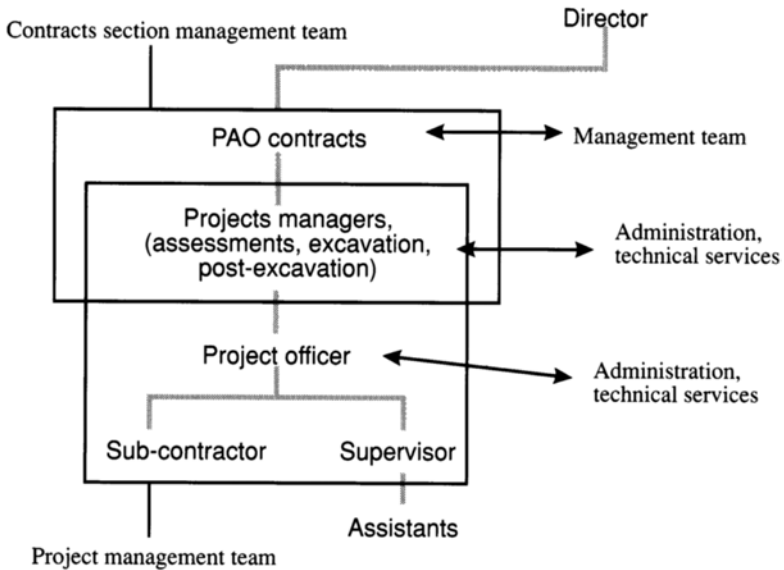 Director
Contracts section management team
PAO contracts
Management team
Projects managers,
(assessments, excavation,
post-excavation)
Administration,
technical services
Project officer
Administration,
technical services
Sub-contractor
Supervisor
Assistants
Project management team